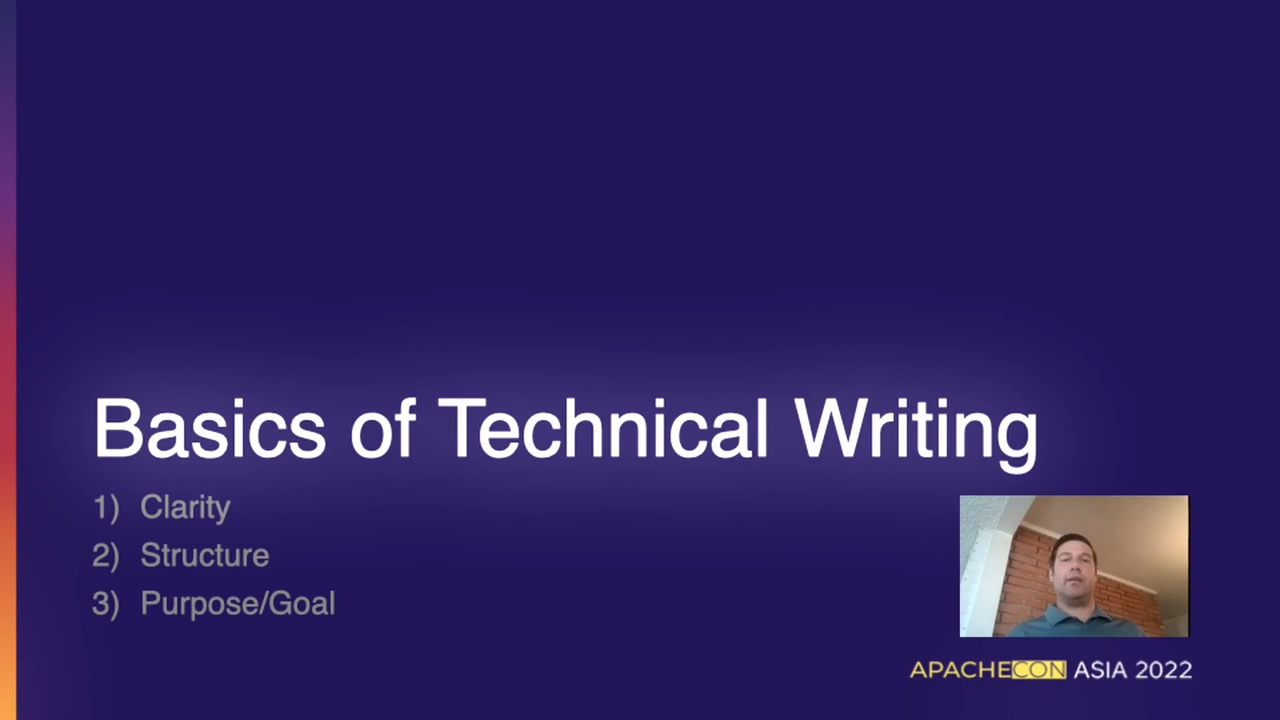 Basics of Technical Writing
1) Clarity
2) Structure
3) Purpose/Goal
APACHECON ASIA 2022